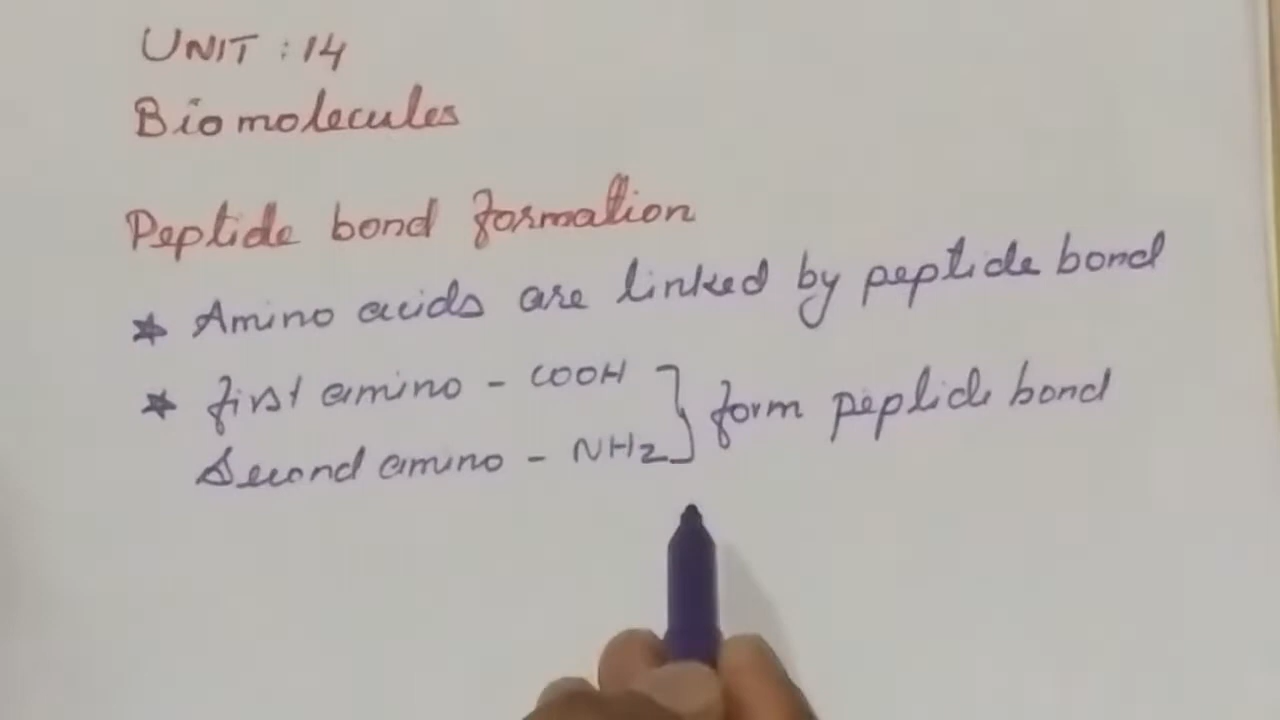 UNIT : 14
Biomolecules
Peptide bond formation
* Amino acids are linked by peptide bond
* first amino - COOH } form peptide bond
Second amino - NH2